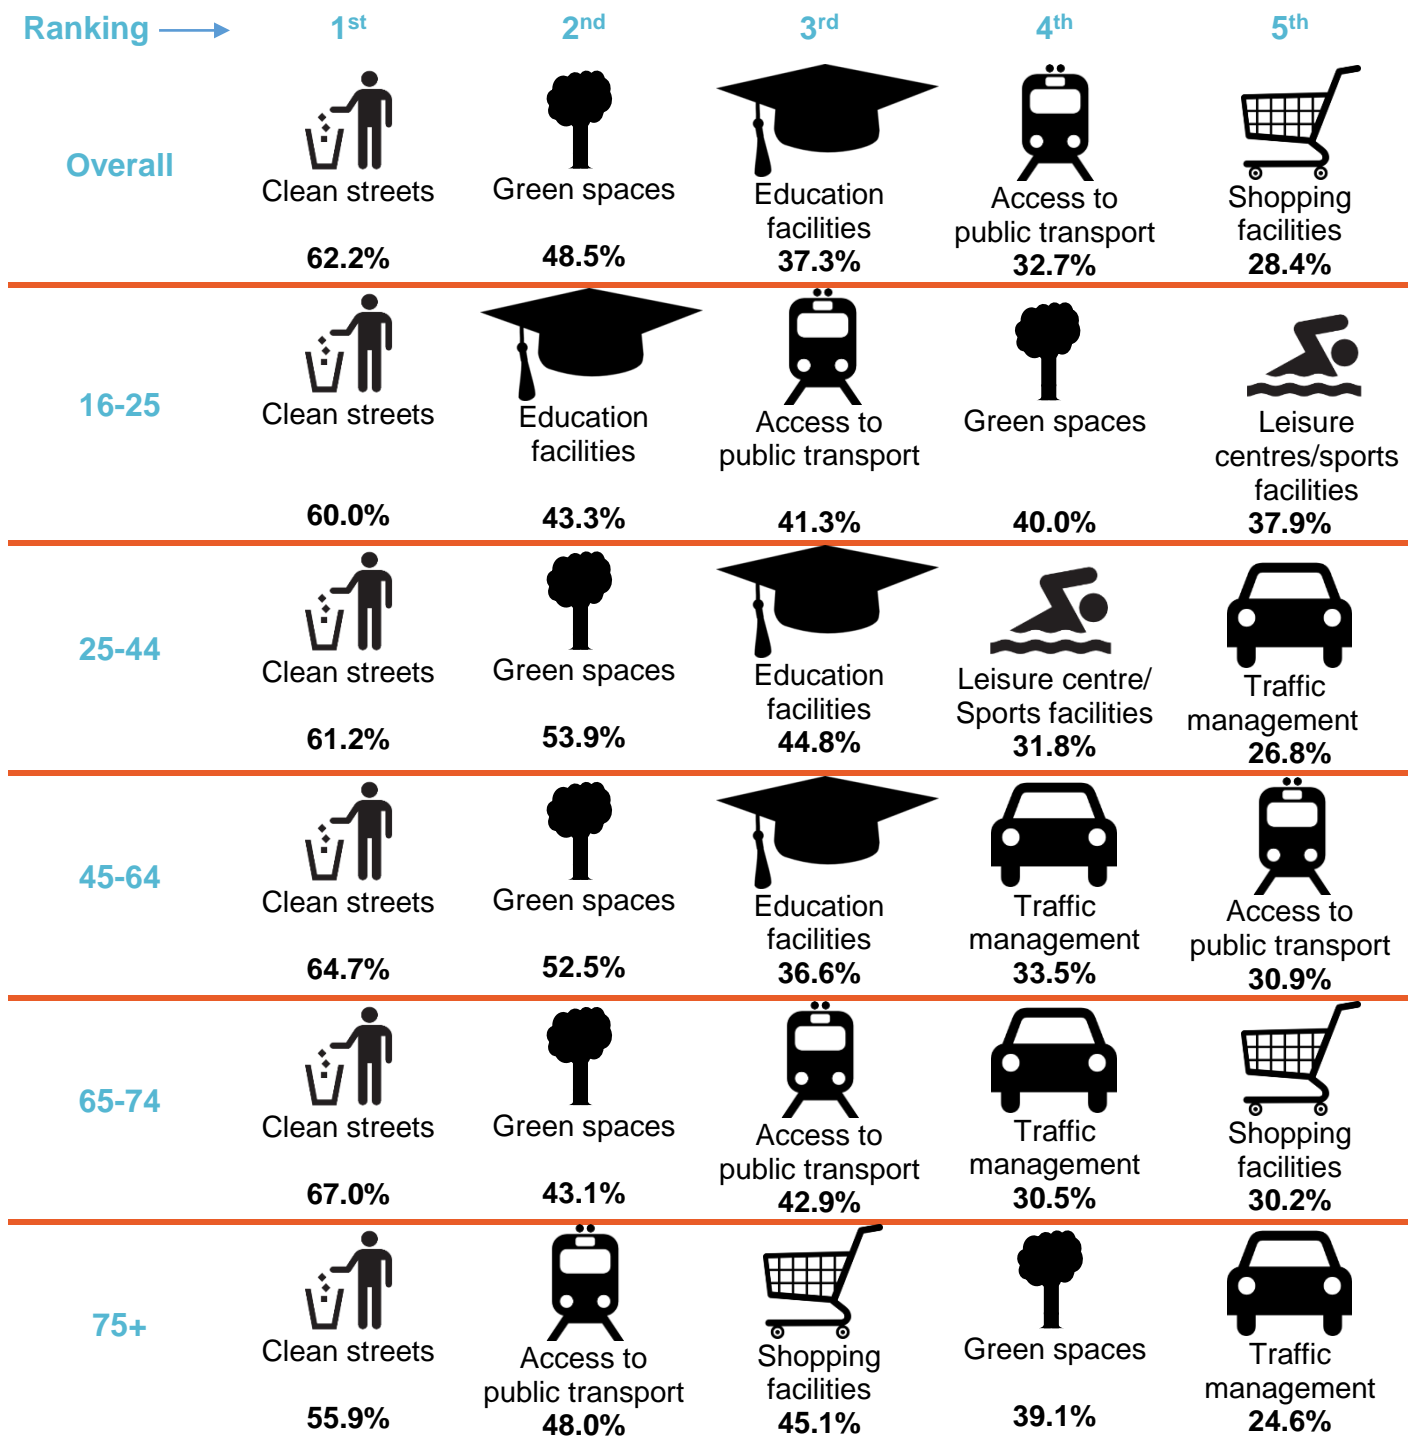 Ranking 1st 2nd 3rd 4th 5th
Overall
Clean streets
62.2%
Green spaces
48.5%
Education
facilities
37.3%
Access to
public transport
32.7%
Shopping
facilities
28.4%
16-25
Clean streets
60.0%
Education
facilities
43.3%
Access to
public transport
41.3%
Green spaces
40.0%
Leisure
centres/sports
facilities
37.9%
25-44
Clean streets
61.2%
Green spaces
53.9%
Education
facilities
44.8%
Leisure centre/
Sports facilities
31.8%
Traffic
management
26.8%
45-64
Clean streets
64.7%
Green spaces
52.5%
Education
facilities
36.6%
Traffic
management
33.5%
Access to
public transport
30.9%
65-74
Clean streets
67.0%
Green spaces
43.1%
Access to
public transport
42.9%
Traffic
management
30.5%
Shopping
facilities
30.2%
75+
Clean streets
55.9%
Access to
public transport
48.0%
Shopping
facilities
45.1%
Green spaces
39.1%
Traffic
management
24.6%